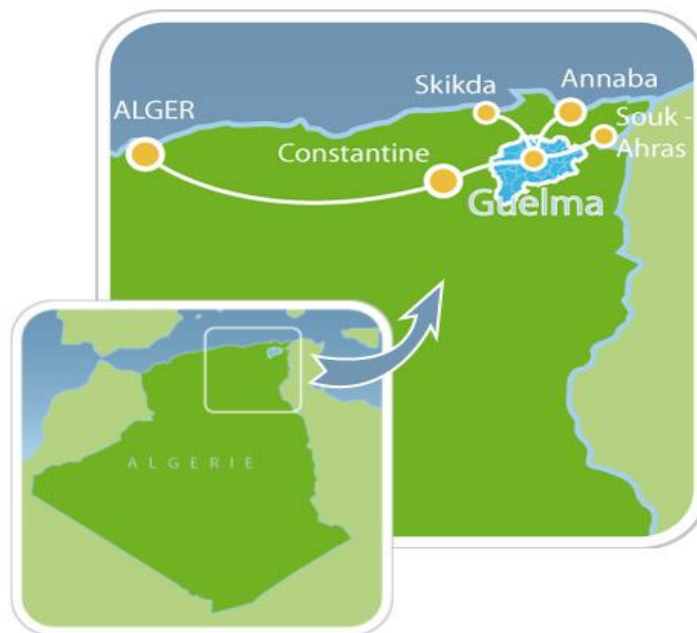 Skikda
Annaba
ALGER
Souk -
Ahras
Constantine
Guelma
ALGERIE